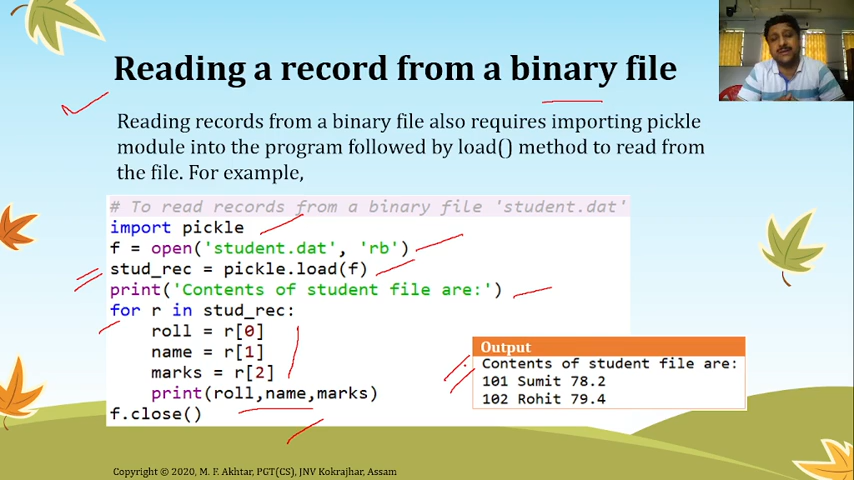 Reading a record from a binary file
Reading records from a binary file also requires importing pickle
module into the program followed by load() method to read from
the file. For example,
# To read records from a binary file 'student.dat'
import pickle
f = open('student.dat', 'rb')
stud_rec = pickle.load(f)
print('Contents of student file are:')
for r in stud_rec:
roll = r[0]
name = r[1]
marks = r[2]
print(roll,name,marks)
f.close()
Output
Contents of student file are:
101 Sumit 78.2
102 Rohit 79.4
Copyright © 2020, M. F. Akhtar, PGT(CS), JNV Kokrajhar, Assam